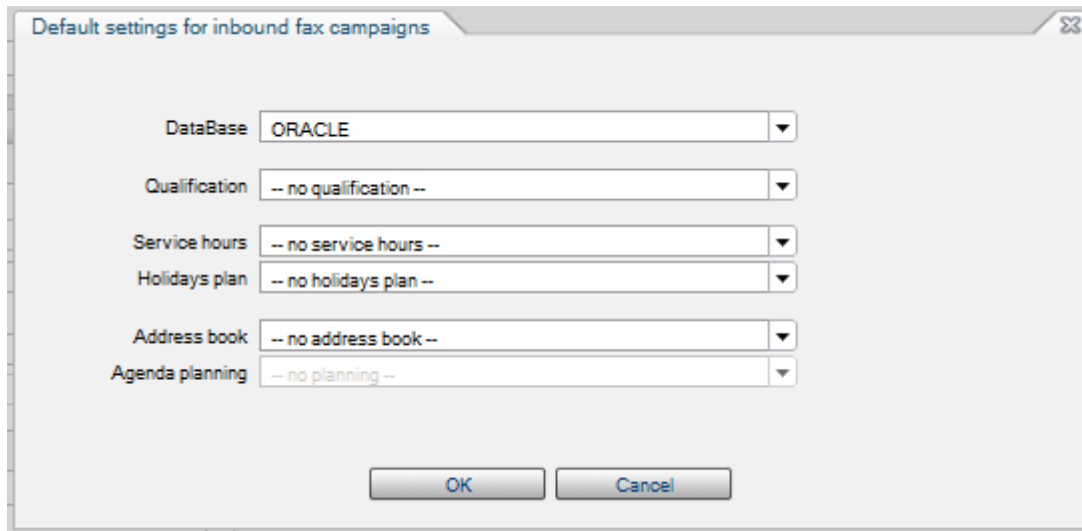 Default settings for inbound fax campaigns
DataBase ORACLE
Qualification -- no qualification --
Service hours -- no service hours --
Holidays plan -- no holidays plan --
Address book -- no address book --
Agenda planning -- no planning --
OK Cancel